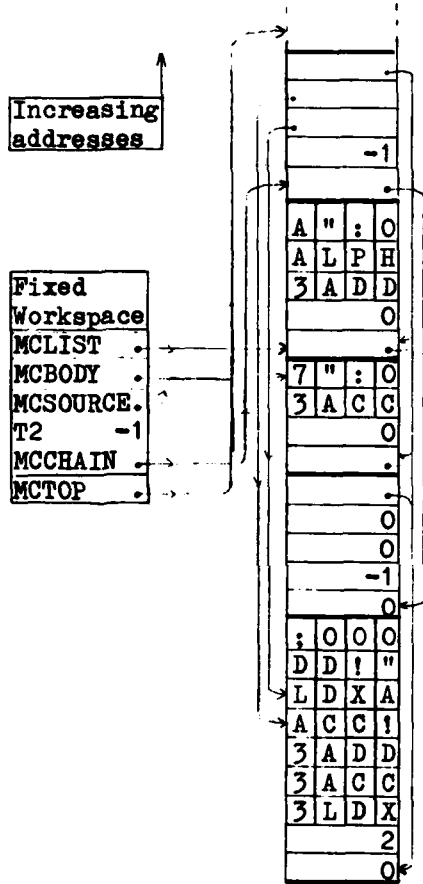 Increasing
addresses
Fixed
Workspace
MCLIST
MCBODY
MCSOURCE
T2 -1
MCCHAIN
MCTOP
-1
A " : 0
A L P H
3 A D D
0
7 " : 0
3 A C C
0
0
0
-1
0
; 0 0 0
D D ! "
L D X A
A C C !
3 A D D
3 A C C
3 L D X
2
0